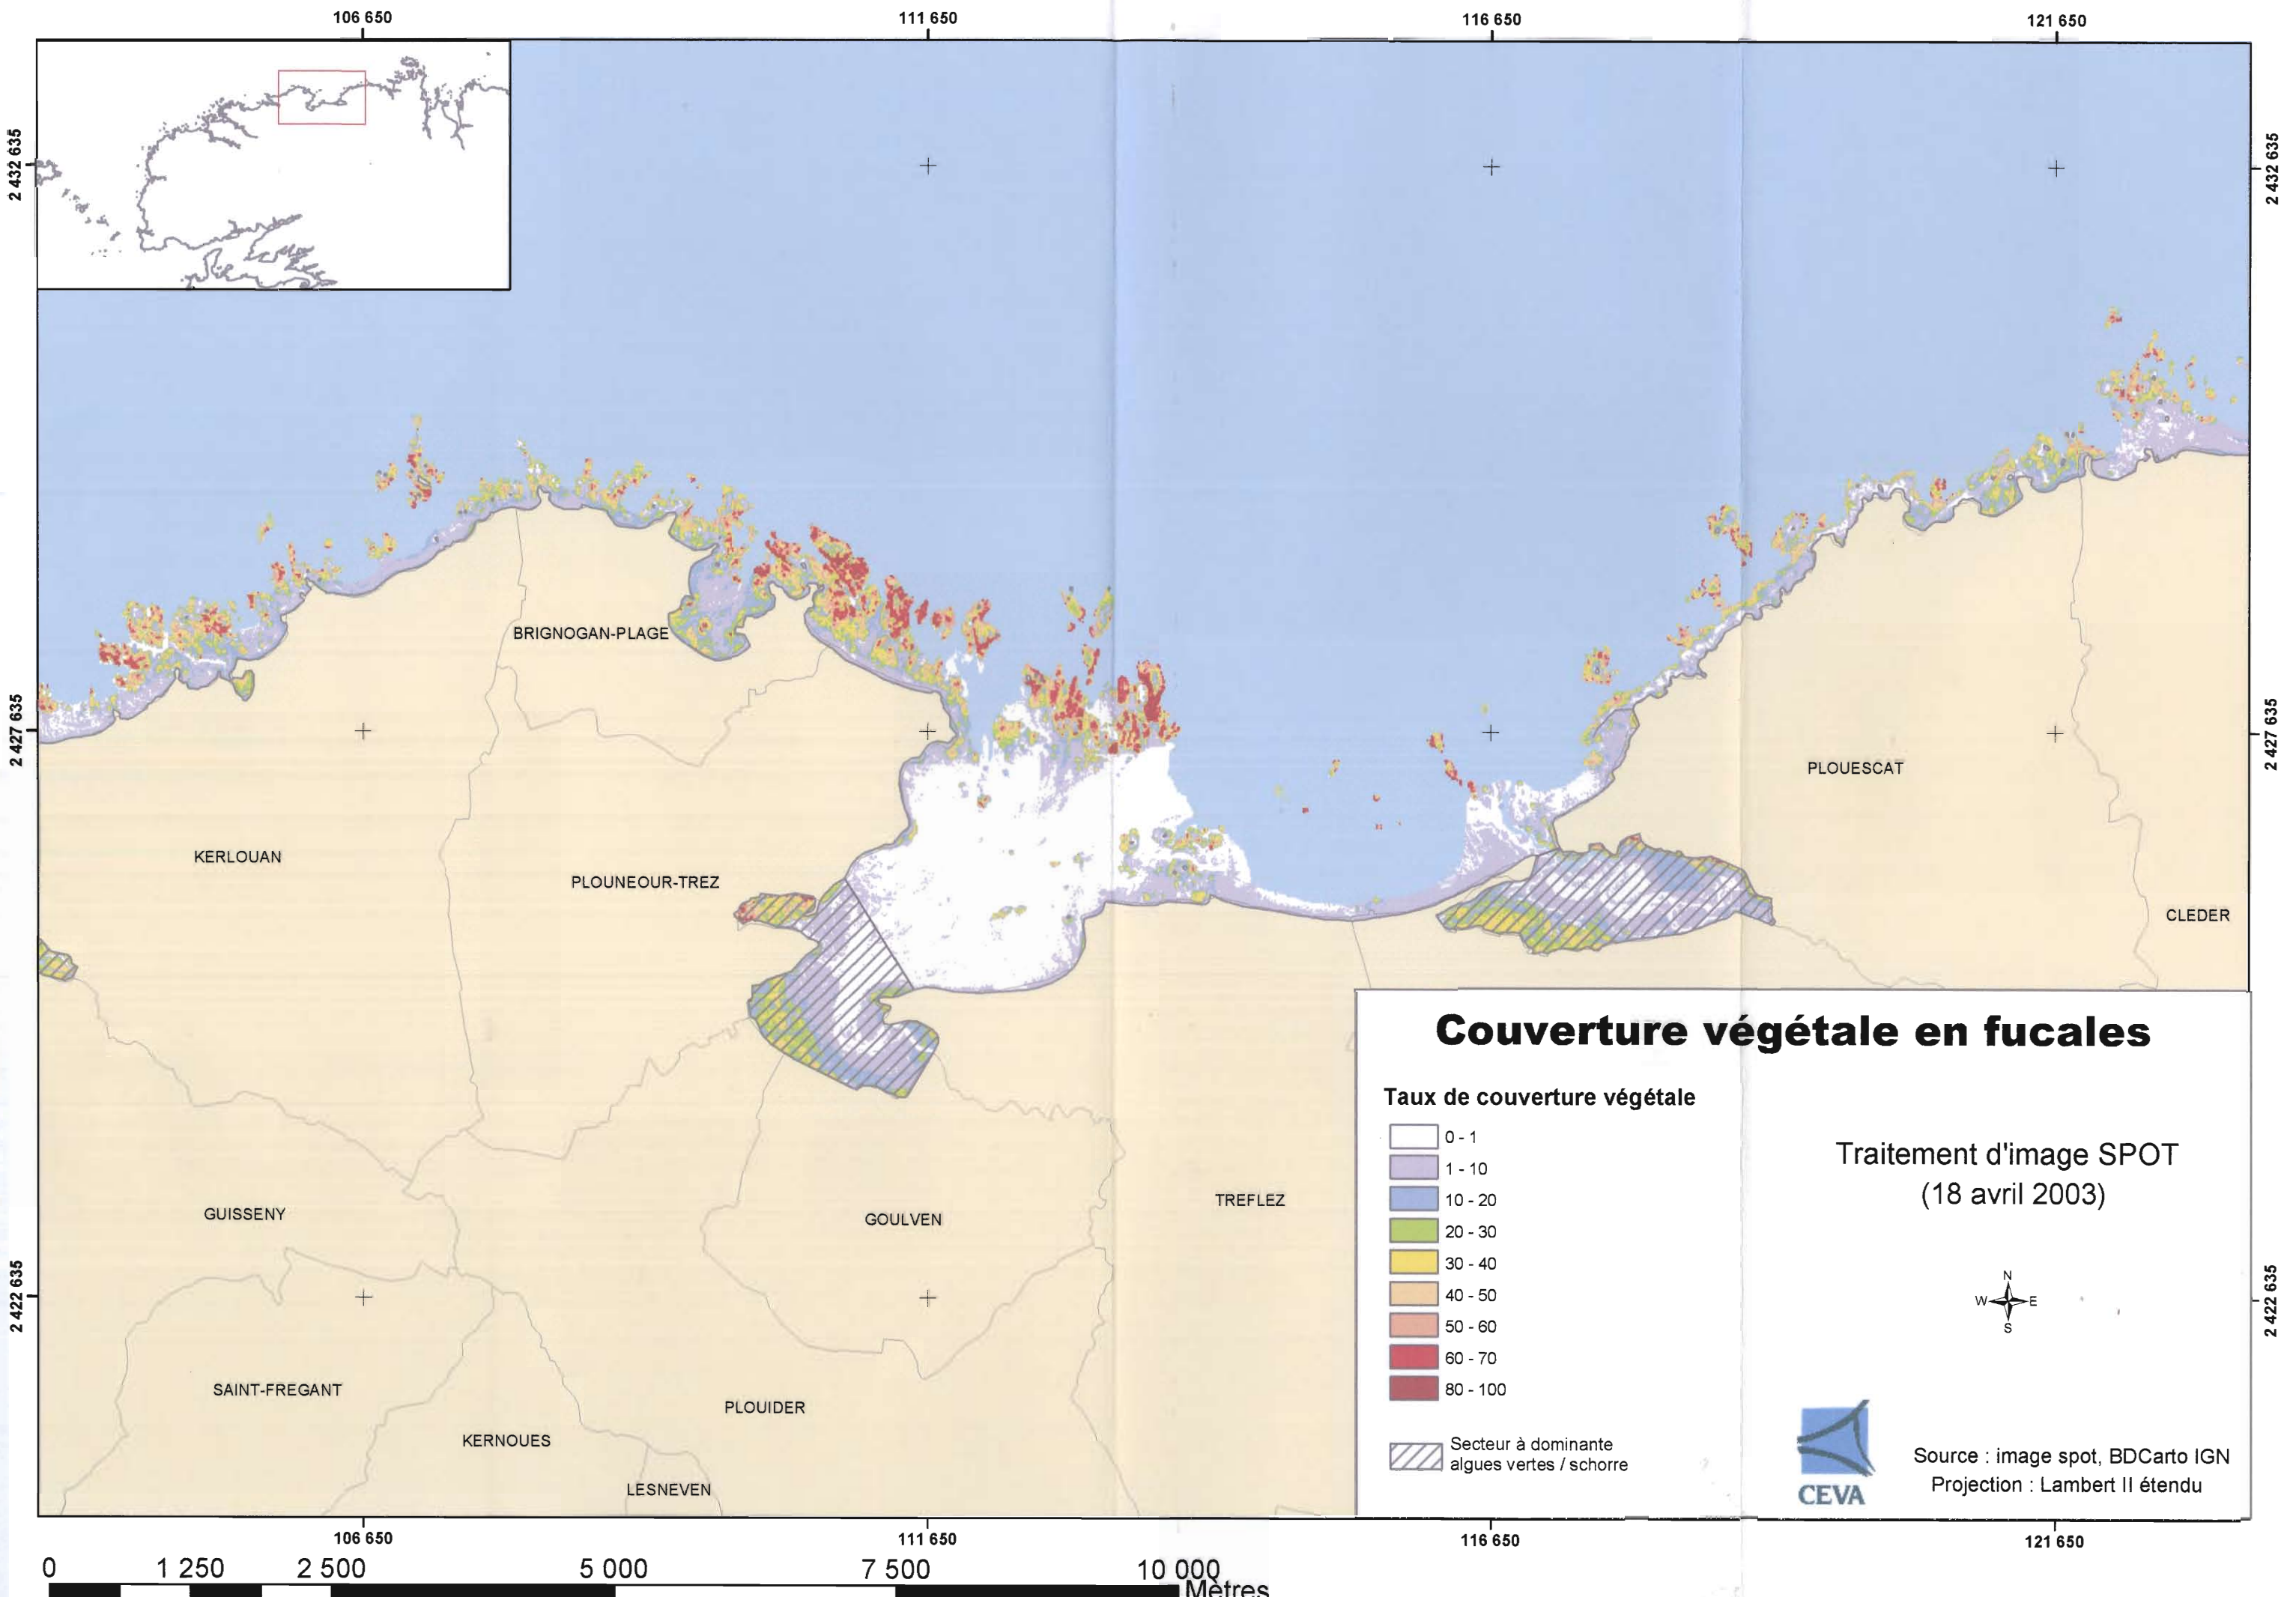 106 650
111 650
116 650
121 650
2 432 635
2 432 635
BRIGNOGAN-PLAGE
2 427 635
2 427 635
PLOUESCAT
KERLOUAN
PLOUNEOUR-TREZ
CLEDER
Couverture végétale en fucales
Taux de couverture végétale
0 - 1
1 - 10
10 - 20
20 - 30
30 - 40
40 - 50
50 - 60
60 - 70
80 - 100
Secteur à dominante
algues vertes / schorre
Traitement d'image SPOT
(18 avril 2003)
N
W
E
S
CEVA
Source : image spot, BDCarto IGN
Projection : Lambert II étendu
GUISSENY
GOULVEN
TREFLEZ
2 422 635
2 422 635
SAINT-FREGANT
PLOUIDER
KERNOUES
LESNEVEN
106 650
111 650
116 650
121 650
0
1 250
2 500
5 000
7 500
10 000
Mètres